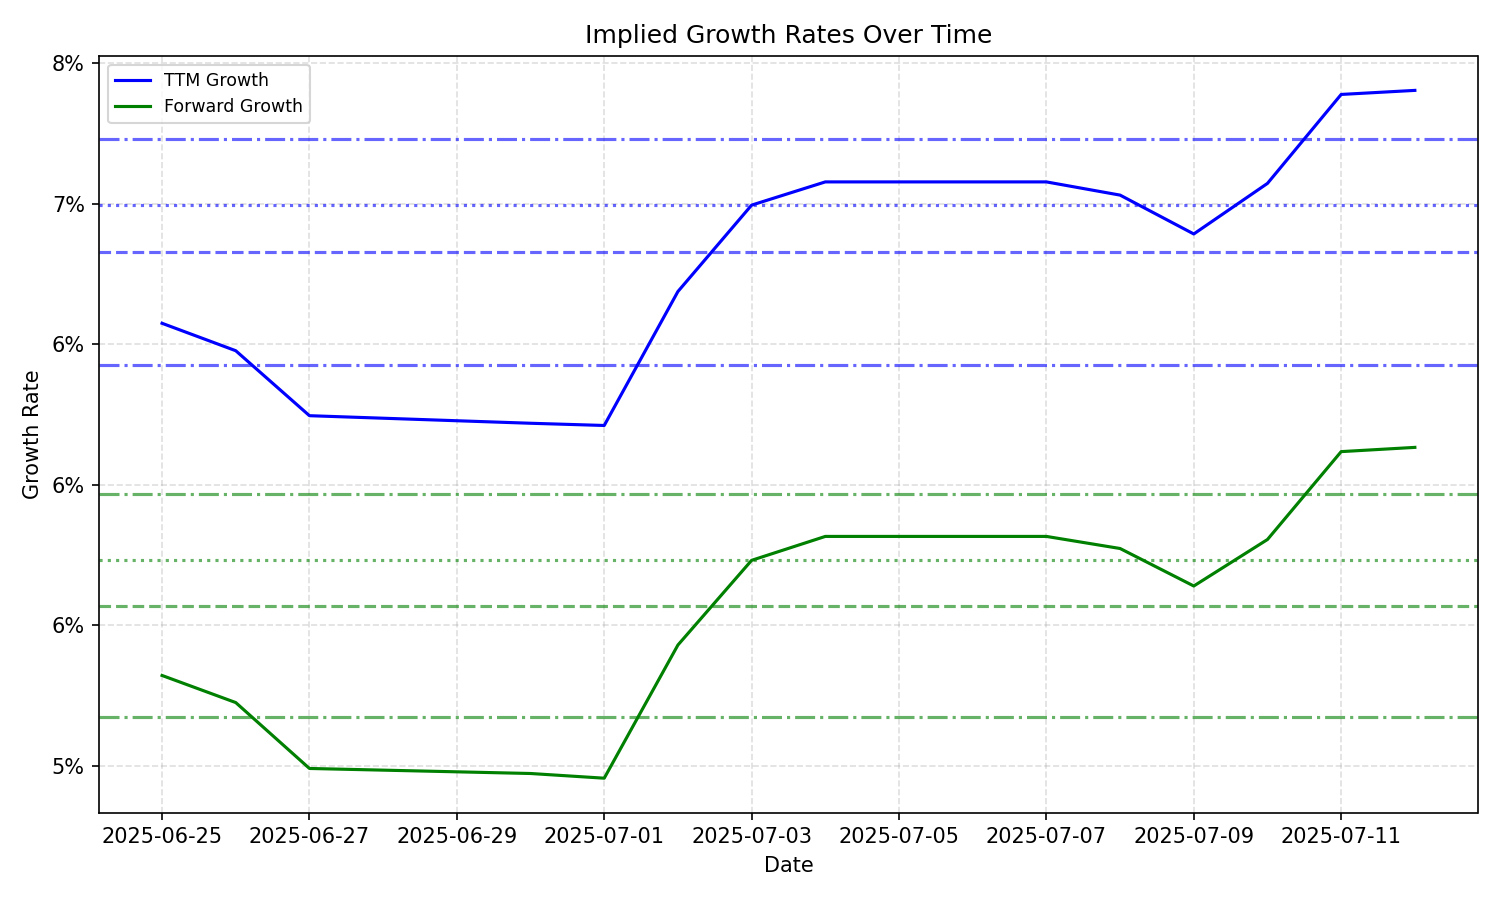 Implied Growth Rates Over Time
TTM Growth
Forward Growth
8%
7%
6%
6%
6%
5%
Growth Rate
2025-06-25 2025-06-27 2025-06-29 2025-07-01 2025-07-03 2025-07-05 2025-07-07 2025-07-09 2025-07-11
Date